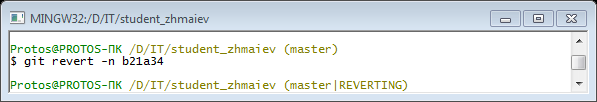 MINGW32:/D/IT/student_zhmaiev
Protos@PROTOS-ПК /D/IT/student_zhmaiev (master)
$ git revert -n b21a34
Protos@PROTOS-ПК /D/IT/student_zhmaiev (master|REVERTING)